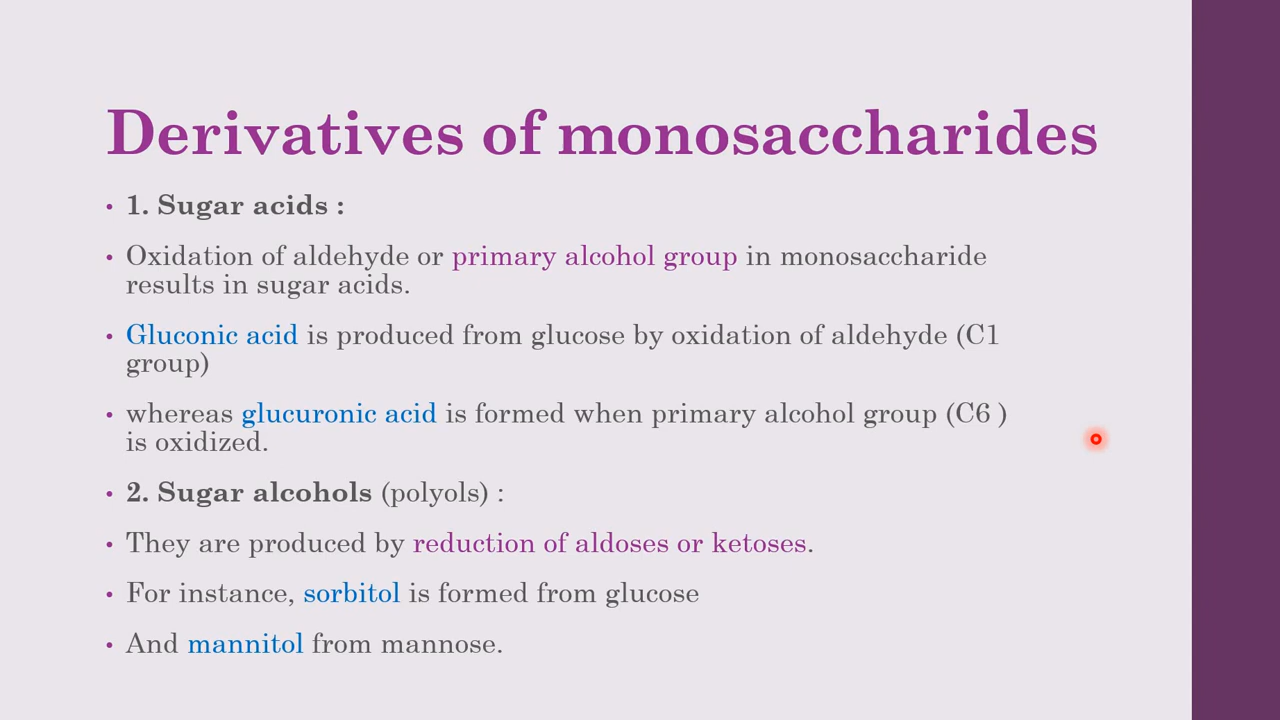 Derivatives of monosaccharides
• 1. Sugar acids :
• Oxidation of aldehyde or primary alcohol group in monosaccharide
results in sugar acids.
• Gluconic acid is produced from glucose by oxidation of aldehyde (C1
group)
• whereas glucuronic acid is formed when primary alcohol group (C6 )
is oxidized.
• 2. Sugar alcohols (polyols) :
• They are produced by reduction of aldoses or ketoses.
• For instance, sorbitol is formed from glucose
• And mannitol from mannose.